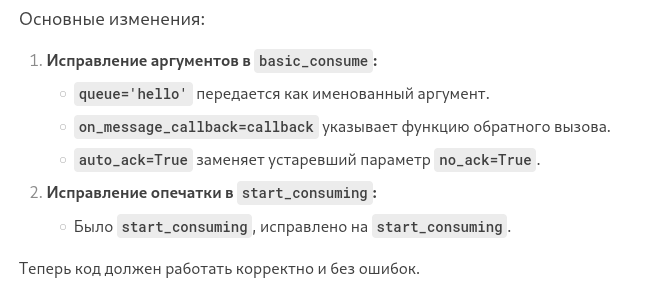 Основные изменения:
1. Исправление аргументов в basic_consume:
queue='hello' передается как именованный аргумент.
on_message_callback=callback указывает функцию обратного вызова.
auto_ack=True заменяет устаревший параметр no_ack=True.
2. Исправление опечатки в start_consuming:
Было start_consuming, исправлено на start_consuming.
Теперь код должен работать корректно и без ошибок.